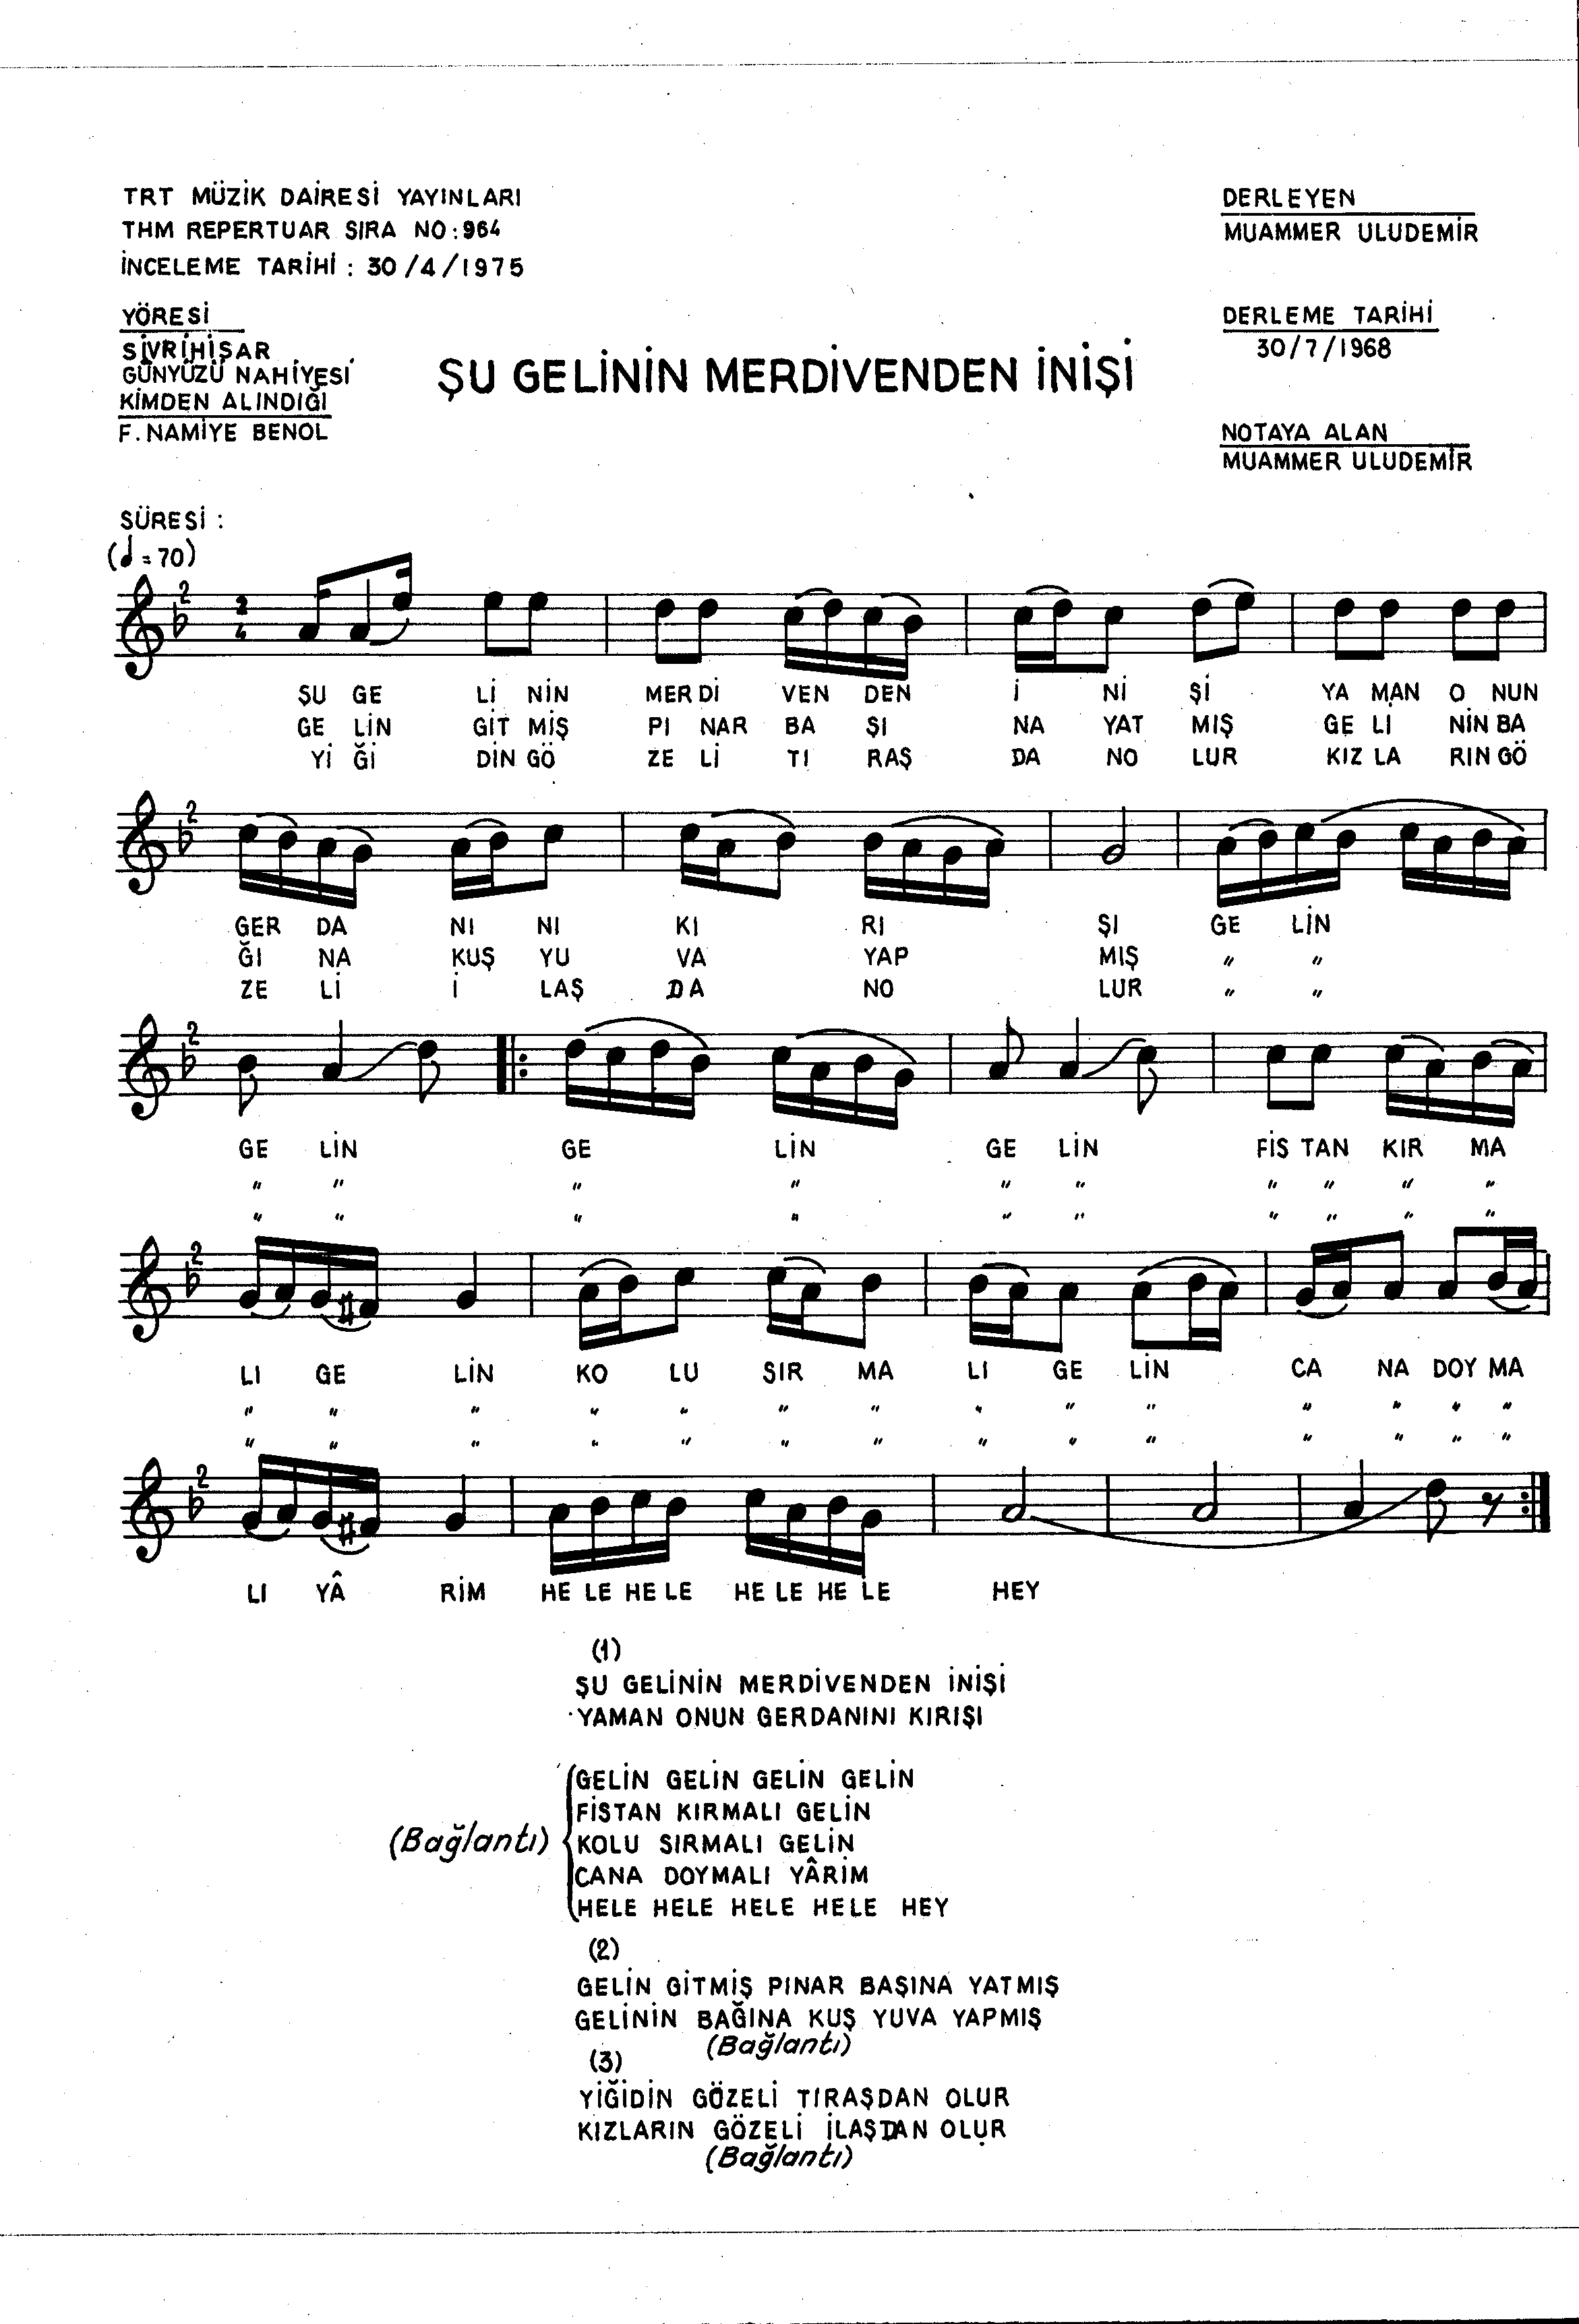 TRT MÜZİK DAİRESİ YAYINLARI
THM REPERTUAR SIRA NO:964
İNCELEME TARİHİ : 30/4/1975
DERLEYEN
MUAMMER ULUDEMİR
YÖRESİ
SİVRİHİŞAR
GÜNYÜZÜ NAHİYESİ
KİMDEN ALINDIĞI
F. NAMİYE BENOL
DERLEME TARİHİ
30/7/1968
ŞU GELİNİN MERDİVENDEN İNİŞİ
NOTAYA ALAN
MUAMMER ULUDEMİR
SÜRESİ :
(♩=70)
2
2
4
ŞU GE Lİ NİN MER Dİ VEN DEN İ Nİ Şİ YA MAN O NUN
GE LİN GİT MİŞ PI NAR BA ŞI NA YAT MIŞ GE Lİ NİN BA
Yİ Ğİ DİN GÖ ZE Lİ TI RAŞ DA NO LUR KIZ LA RIN GÖ
2
GER DA NI NI KI RI ŞI GE LİN
ĞI NA KUŞ YU VA YAP MIŞ " "
ZE Lİ İ LAŞ DA NO LUR " "
2
GE LİN GE LİN GE LİN FİS TAN KIR MA
" " " " " " " " " "
" " " " " " " " " "
2
LI GE LİN KO LU SIR MA LI GE LİN CA NA DOY MA
" " " " " " " " " " " " " "
" " " " " " " " " " " " " "
2
LI YÂ RİM HE LE HE LE HE LE HE LE HEY
(1)
ŞU GELİNİN MERDİVENDEN İNİŞİ
YAMAN ONUN GERDANINI KIRIŞI
GELİN GELİN GELİN GELİN
FİSTAN KIRMALI GELİN
(Bağlantı) KOLU SIRMALI GELİN
CANA DOYMALI YÂRİM
HELE HELE HELE HELE HEY
(2)
GELİN GİTMİŞ PINAR BAŞINA YATMIŞ
GELİNİN BAĞINA KUŞ YUVA YAPMIŞ
(Bağlantı)
(3)
YİĞİDİN GÖZELİ TIRAŞDAN OLUR
KIZLARIN GÖZELİ İLAŞDAN OLUR
(Bağlantı)